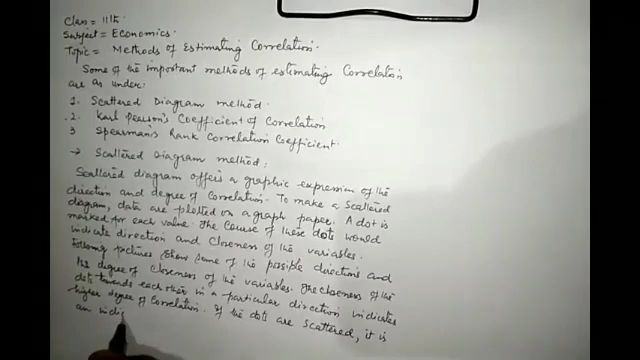 Class = 11th
Subject = Economics.
Topic = Methods of Estimating Correlation.
Some of the important methods of estimating Correlation
are as under:
1. Scattered Diagram method.
2. Karl Pearson's Coefficient of Correlation
3 Spearman's Rank Correlation Coefficient.
→ Scattered Diagram method:
Scattered diagram offers a graphic expression of the
direction and degree of Correlation. To make a Scattered
diagram, data are plotted on a graph paper. A dot is
marked for each value. The Course of these dots would
indicate direction and closeness of the variables.
following pictures show some of the possible directions and
the degree of closeness of the variables. The closeness of the
dots towards each other in a particular direction indicates
higher degree of Correlation. If the dots are scattered, it is
an indi